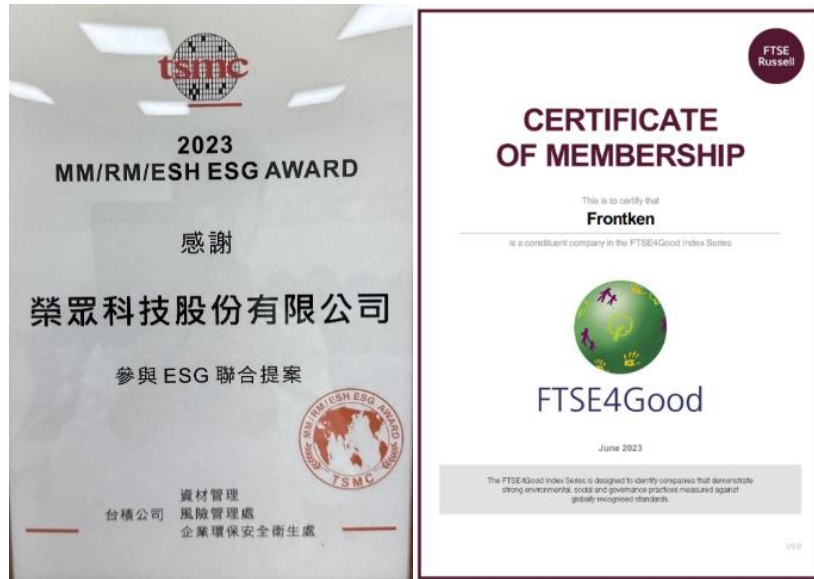 tsmc
2023
MM/RM/ESH ESG AWARD
感謝
榮眾科技股份有限公司
參與 ESG 聯合提案
MM/RM/ESH ESG AWARD
TSMC
台積公司
資材管理
風險管理處
企業環保安全衛生處
FTSE
Russell
CERTIFICATE
OF MEMBERSHIP
This is to certify that
Frontken
is a constituent company in the FTSE4Good Index Series
FTSE4Good
June 2023
The FTSE4Good Index Series is designed to identify companies that demonstrate
strong environmental, social and governance practices measured against
globally recognised standards.